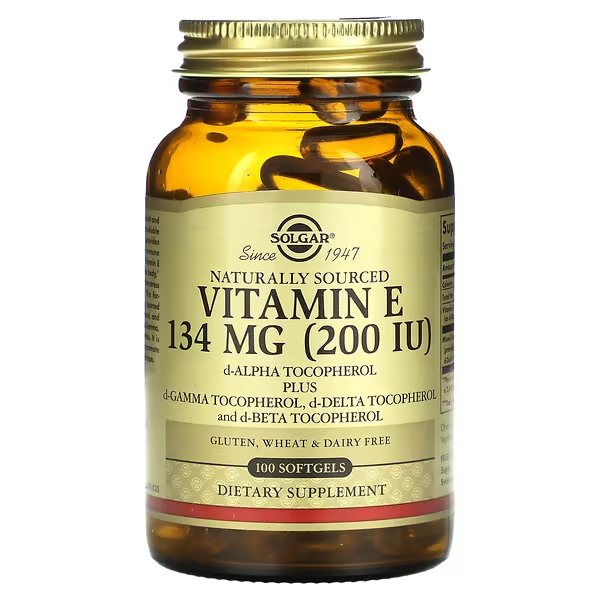 SOLGAR®
Since 1947
NATURALLY SOURCED
VITAMIN E
134 MG (200 IU)
d-ALPHA TOCOPHEROL
PLUS
d-GAMMA TOCOPHEROL, d-DELTA TOCOPHEROL
and d-BETA TOCOPHEROL
GLUTEN, WHEAT & DAIRY FREE
100 SOFTGELS
DIETARY SUPPLEMENT